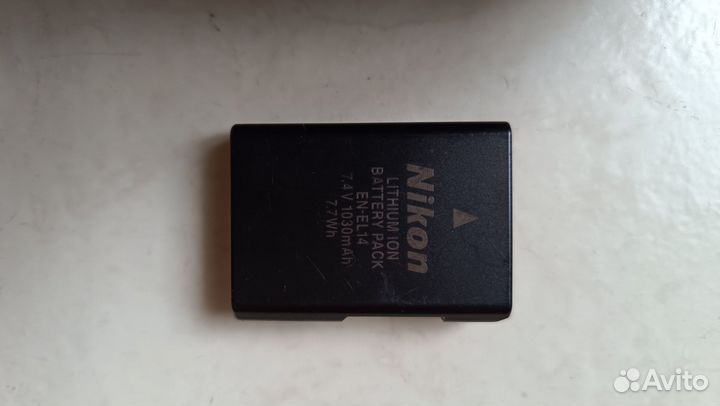 Nikon
LITHIUM ION
BATTERY PACK
EN-EL14
7.4V 1030mAh
7.7Wh
Avito